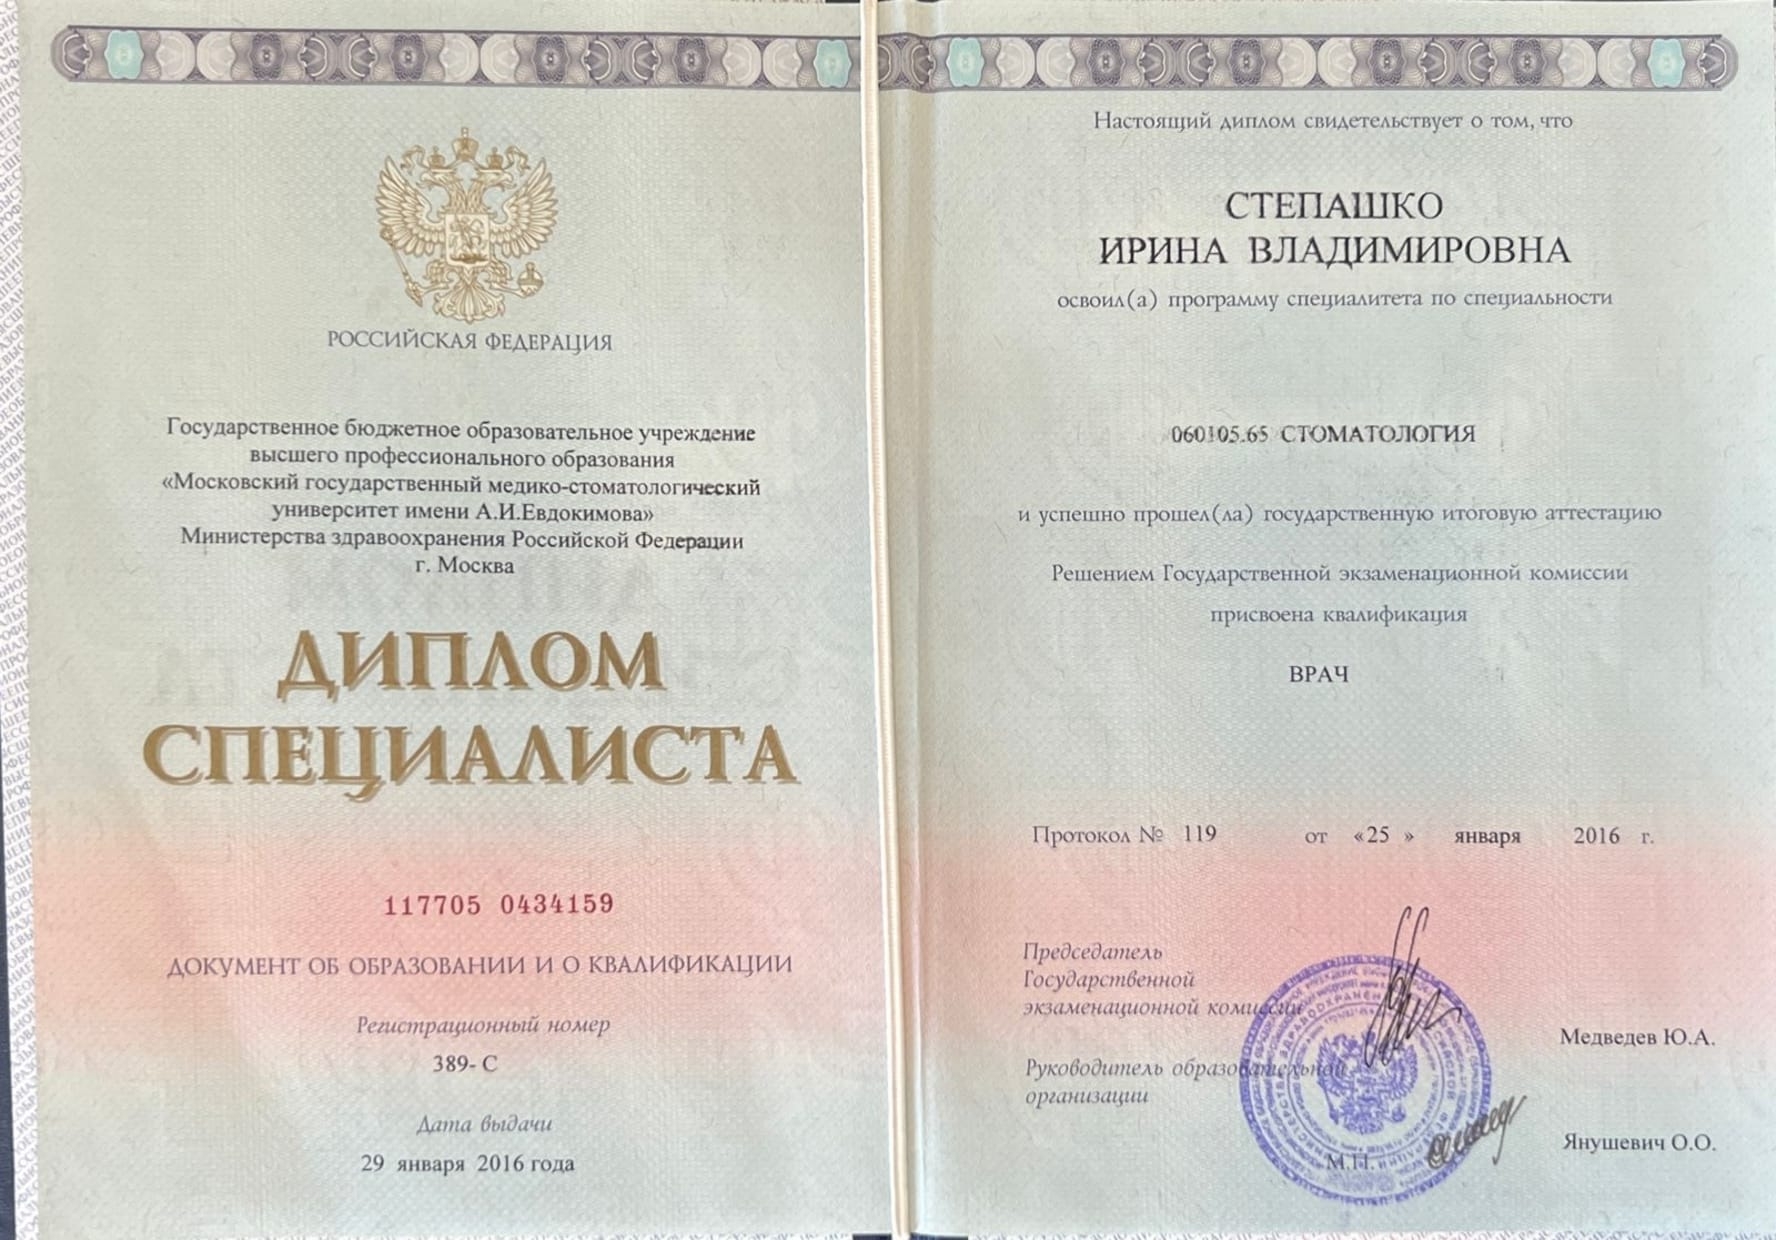 РОССИЙСКАЯ ФЕДЕРАЦИЯ
Государственное бюджетное образовательное учреждение
высшего профессионального образования
«Московский государственный медико-стоматологический
университет имени А.И.Евдокимова»
Министерства здравоохранения Российской Федерации
г. Москва
ДИПЛОМ
СПЕЦИАЛИСТА
117705 0434159
ДОКУМЕНТ ОБ ОБРАЗОВАНИИ И О КВАЛИФИКАЦИИ
Регистрационный номер
389- С
Дата выдачи
29 января 2016 года
Настоящий диплом свидетельствует о том, что
СТЕПАШКО
ИРИНА ВЛАДИМИРОВНА
освоил(а) программу специалитета по специальности
060105.65 СТОМАТОЛОГИЯ
и успешно прошел(ла) государственную итоговую аттестацию
Решением Государственной экзаменационной комиссии
присвоена квалификация
ВРАЧ
Протокол № 119 от «25 » января 2016 г.
Председатель
Государственной
экзаменационной комиссии
Медведев Ю.А.
Руководитель образовательной
организации
Янушевич О.О.
М.П.